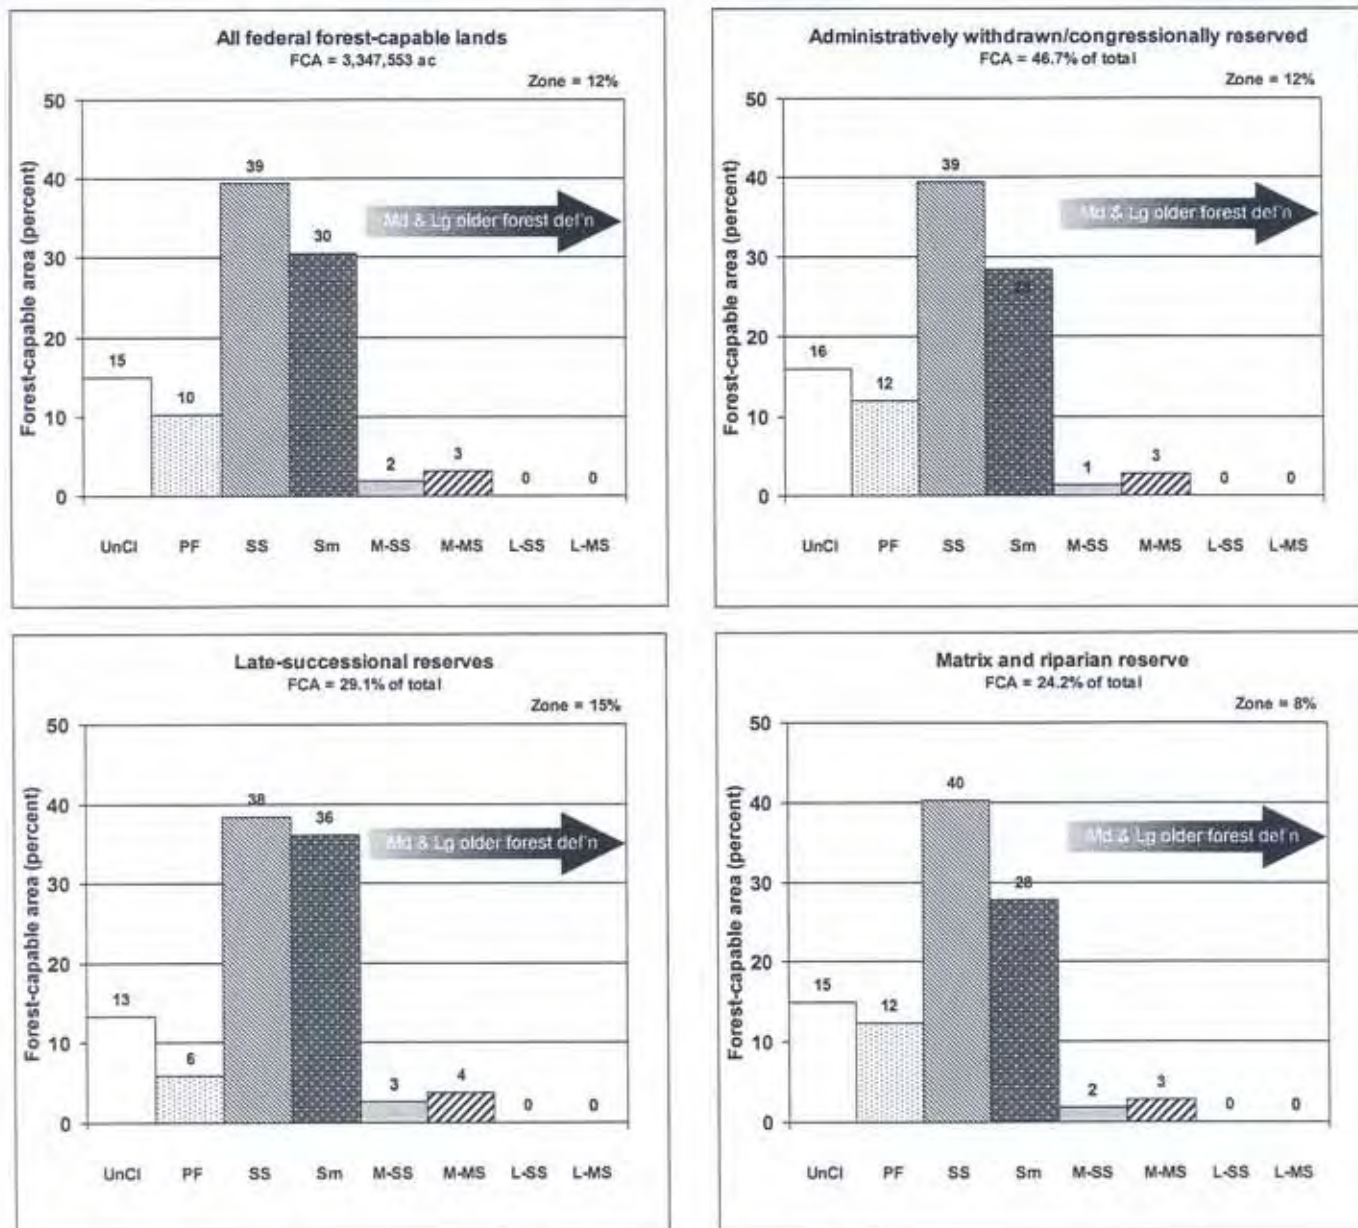 All federal forest-capable lands
FCA = 3,347,553 ac
Zone = 12%
Forest-capable area (percent)
50
40
30
20
10
0
15
10
39
30
2
3
0
0
Md & Lg older forest def'n
UnCl PF SS Sm M-SS M-MS L-SS L-MS
Administratively withdrawn/congressionally reserved
FCA = 46.7% of total
Zone = 12%
Forest-capable area (percent)
50
40
30
20
10
0
16
12
39
1
3
0
0
Md & Lg older forest def'n
UnCl PF SS Sm M-SS M-MS L-SS L-MS
Late-successional reserves
FCA = 29.1% of total
Zone = 15%
Forest-capable area (percent)
50
40
30
20
10
0
13
6
38
36
3
4
0
0
Md & Lg older forest def'n
UnCl PF SS Sm M-SS M-MS L-SS L-MS
Matrix and riparian reserve
FCA = 24.2% of total
Zone = 8%
Forest-capable area (percent)
50
40
30
20
10
0
15
12
40
28
2
3
0
0
Md & Lg older forest def'n
UnCl PF SS Sm M-SS M-MS L-SS L-MS